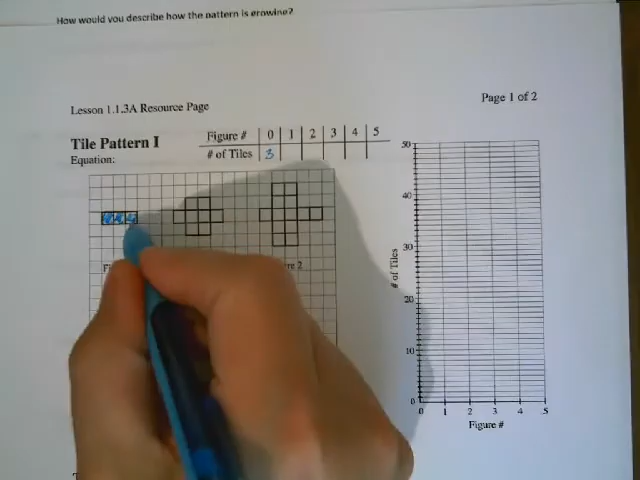 How would you describe how the pattern is growing?
Lesson 1.1.3A Resource Page
Page 1 of 2
Tile Pattern I
Equation:
Figure # 0 1 2 3 4 5
# of Tiles 3
50
40
30
20
10
0
# of Tiles
0 1 2 3 4 5
Figure #
2